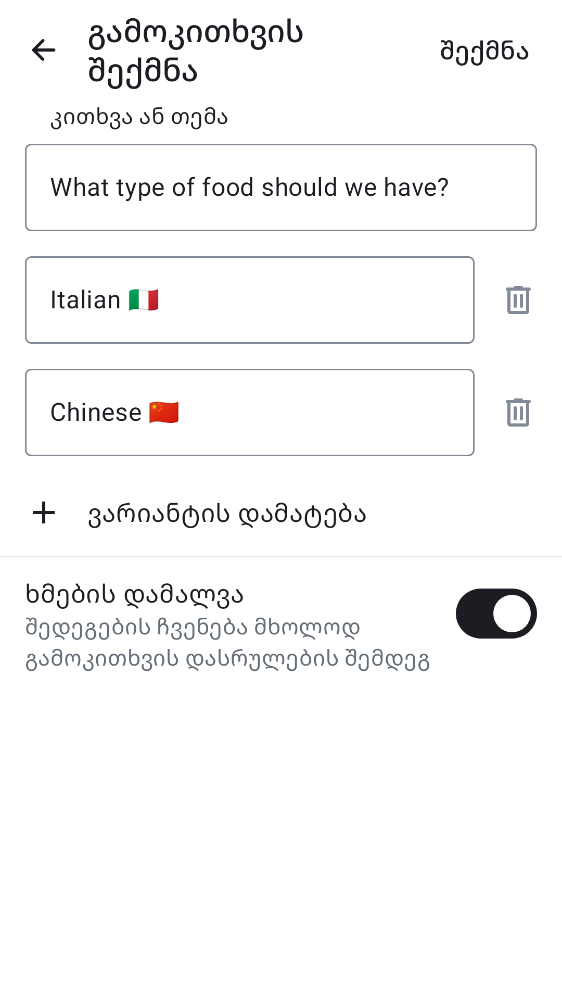 გამოკითხვის
შექმნა
შექმნა
კითხვა ან თემა
What type of food should we have?
Italian 🇮🇹
Chinese 🇨🇳
ვარიანტის დამატება
ხმების დამალვა
შედეგების ჩვენება მხოლოდ
გამოკითხვის დასრულების შემდეგ